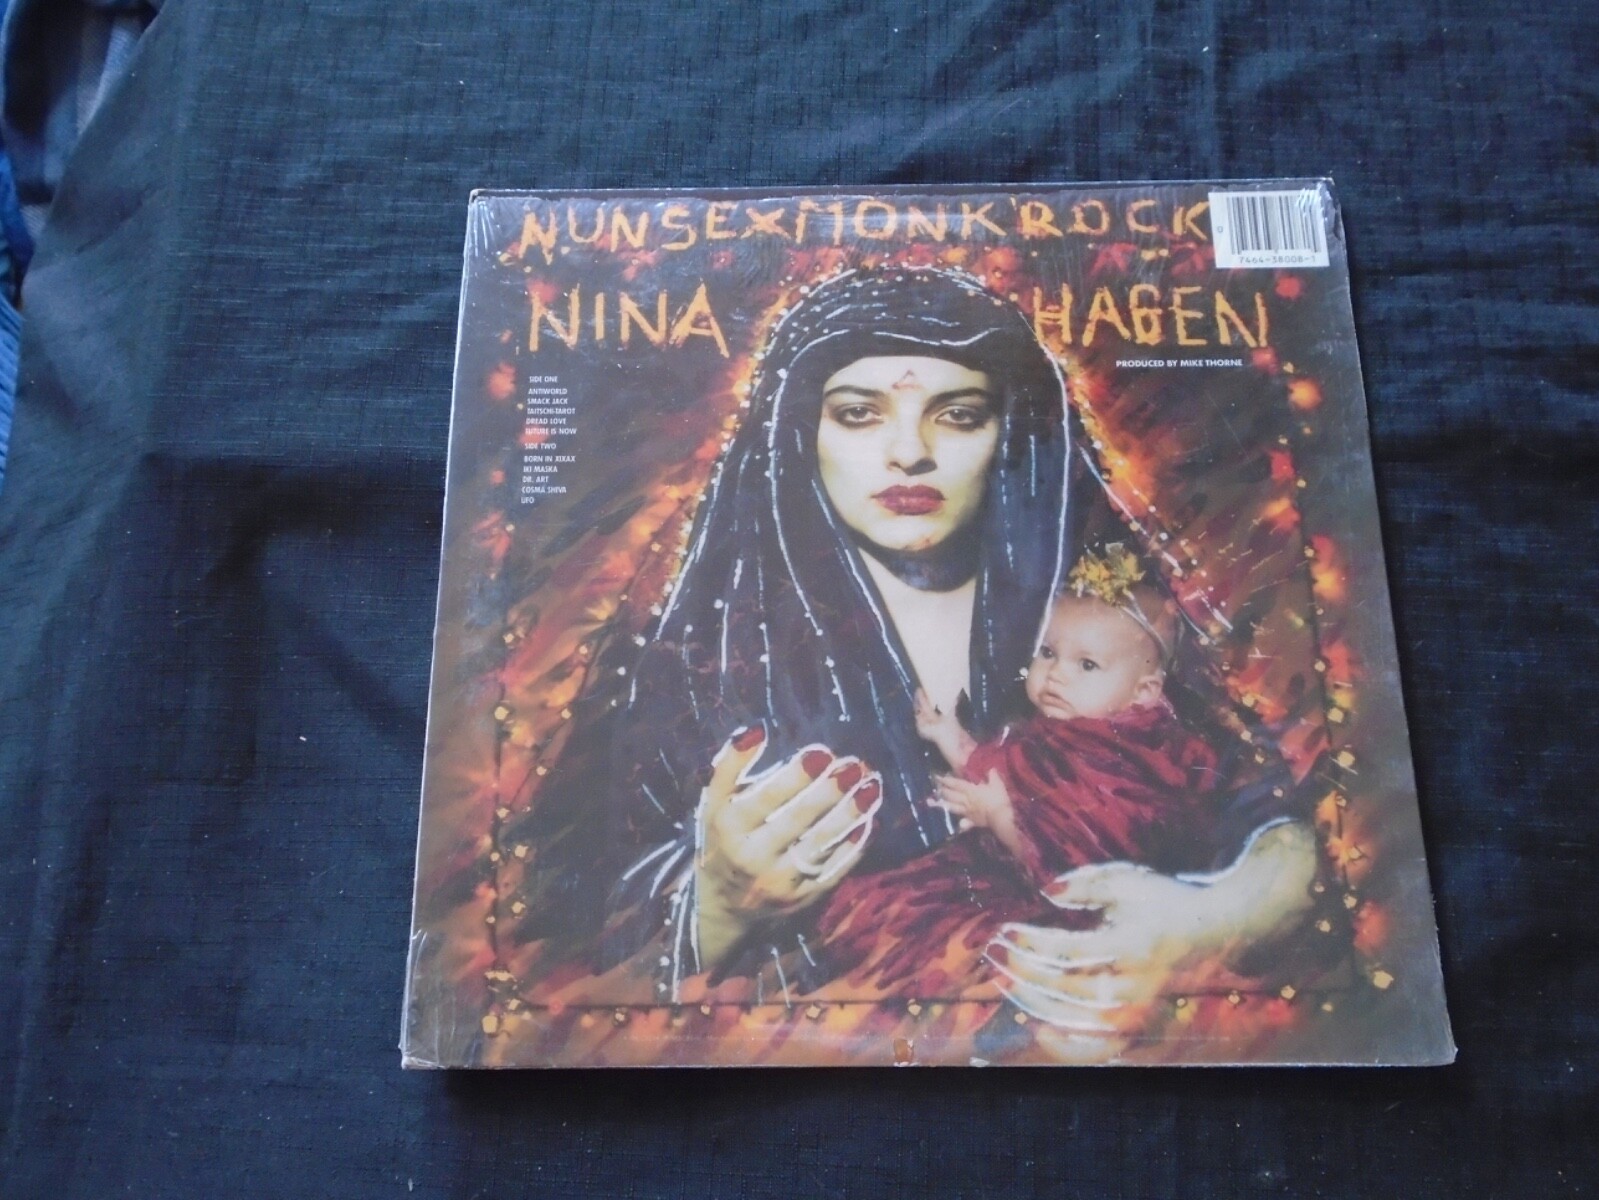 NUNSEXMONKROCK
7464-38008-1
NINA HAGEN
PRODUCED BY MIKE THORNE
SIDE ONE
ANTIWORLD
SMACK JACK
TAITSCHI-TAROT
DREAD LOVE
FUTURE IS NOW
SIDE TWO
BORN IN XIXAX
IKI MASKA
DR. ART
COSMA SHIVA
UFO